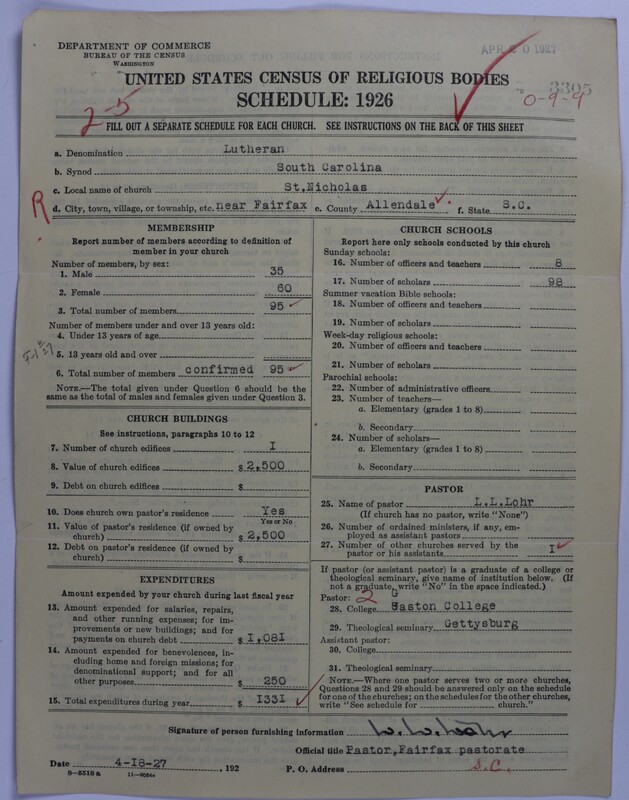 DEPARTMENT OF COMMERCE
BUREAU OF THE CENSUS
WASHINGTON
APR 20 1927
3395
UNITED STATES CENSUS OF RELIGIOUS BODIES
SCHEDULE: 1926
2-5
0-9-9
FILL OUT A SEPARATE SCHEDULE FOR EACH CHURCH. SEE INSTRUCTIONS ON THE BACK OF THIS SHEET
a. Denomination Lutheran
b. Synod South Carolina
c. Local name of church St,Nicholas
R
d. City, town, village, or township, etc. near Fairfax e. County Allendale f. State S.C.
MEMBERSHIP
Report number of members according to definition of
member in your church
Number of members, by sex:
1. Male 35
2. Female 60
3. Total number of members 95
Number of members under and over 13 years old:
4. Under 13 years of age
5. 13 years old and over
6. Total number of members confirmed 95
NOTE.—The total given under Question 6 should be
same as the total of males and females given under Question 3.
CHURCH BUILDINGS
See instructions, paragraphs 10 to 12
7. Number of church edifices I
8. Value of church edifices $ 2,500
9. Debt on church edifices $
10. Does church own pastor's residence Yes
Yes or No
11. Value of pastor's residence (if owned by
church) $ 2,500
12. Debt on pastor's residence (if owned by
church) $
EXPENDITURES
Amount expended by your church during last fiscal year
13. Amount expended for salaries, repairs,
and other running expenses; for im-
provements or new buildings; and for
payments on church debt $ I,08I
14. Amount expended for benevolences, in-
cluding home and foreign missions; for
denominational support; and for all
other purposes $ 250
15. Total expenditures during year $ I33I
CHURCH SCHOOLS
Report here only schools conducted by this church
Sunday schools:
16. Number of officers and teachers 8
17. Number of scholars 98
Summer vacation Bible schools:
18. Number of officers and teachers
19. Number of scholars
Week-day religious schools:
20. Number of officers and teachers
21. Number of scholars
Parochial schools:
22. Number of administrative officers
23. Number of teachers—
a. Elementary (grades 1 to 8)
b. Secondary
24. Number of scholars—
a. Elementary (grades 1 to 8)
b. Secondary
PASTOR
25. Name of pastor L.L.Lohr
(If church has no pastor, write "None")
26. Number of ordained ministers, if any, em-
ployed as assistant pastors
27. Number of other churches served by the
pastor or his assistants I
If pastor (or assistant pastor) is a graduate of a college or
theological seminary, give name of institution below. (If
not a graduate, write "No" in the space indicated.)
Pastor: 2 G
28. College Gaston College
29. Theological seminary Gettysburg
Assistant pastor:
30. College
31. Theological seminary
NOTE.—Where one pastor serves two or more churches,
Questions 28 and 29 should be answered only on the schedule
for one of the churches; on the schedules for the other churches,
write "See schedule for church."
Signature of person furnishing information L. L. Lohr
Official title Pastor,Fairfax pastorate
Date 4-I8-27, 192 P. O. Address S.C.
8-5518a 11-9054